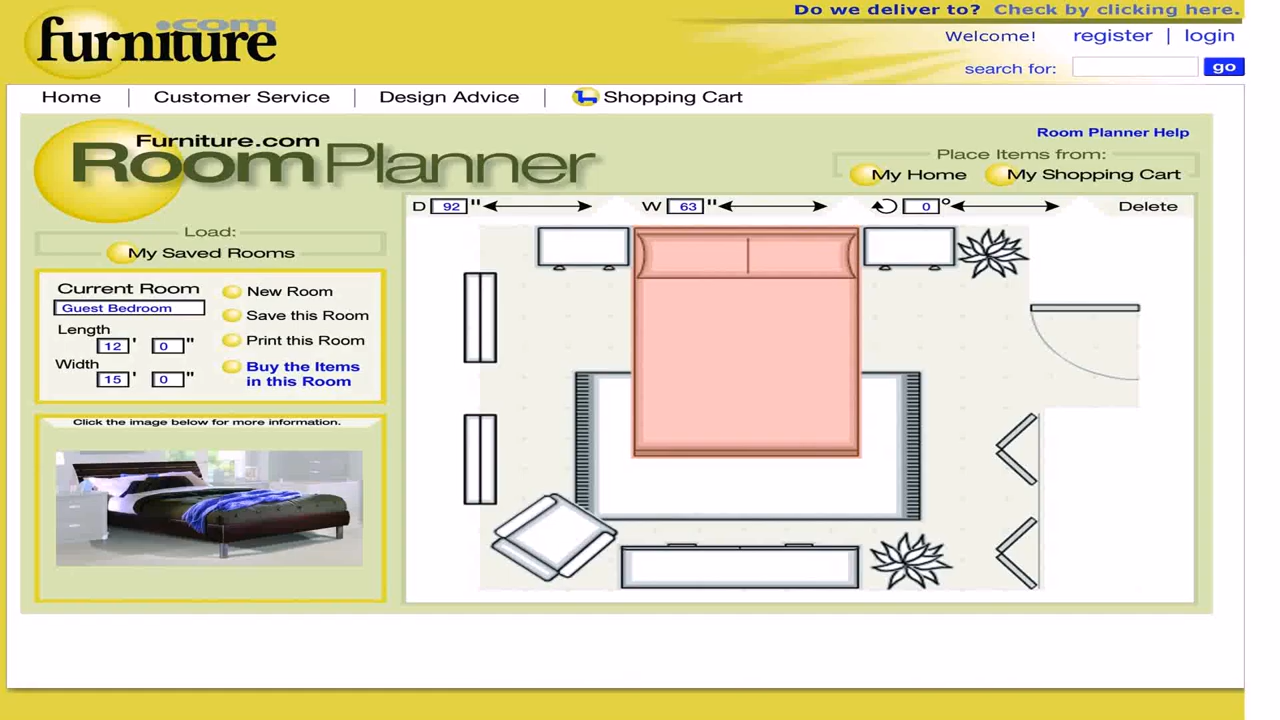 Do we deliver to? Check by clicking here.
.com
furniture
Welcome! register | login
search for: go
Home | Customer Service | Design Advice | Shopping Cart
Furniture.com
Room Planner
Room Planner Help
Place Items from:
My Home My Shopping Cart
D 92 " W 63 " 0 ° Delete
Load:
My Saved Rooms
Current Room
Guest Bedroom
Length
12 ' 0 "
Width
15 ' 0 "
New Room
Save this Room
Print this Room
Buy the Items
in this Room
Click the image below for more information.